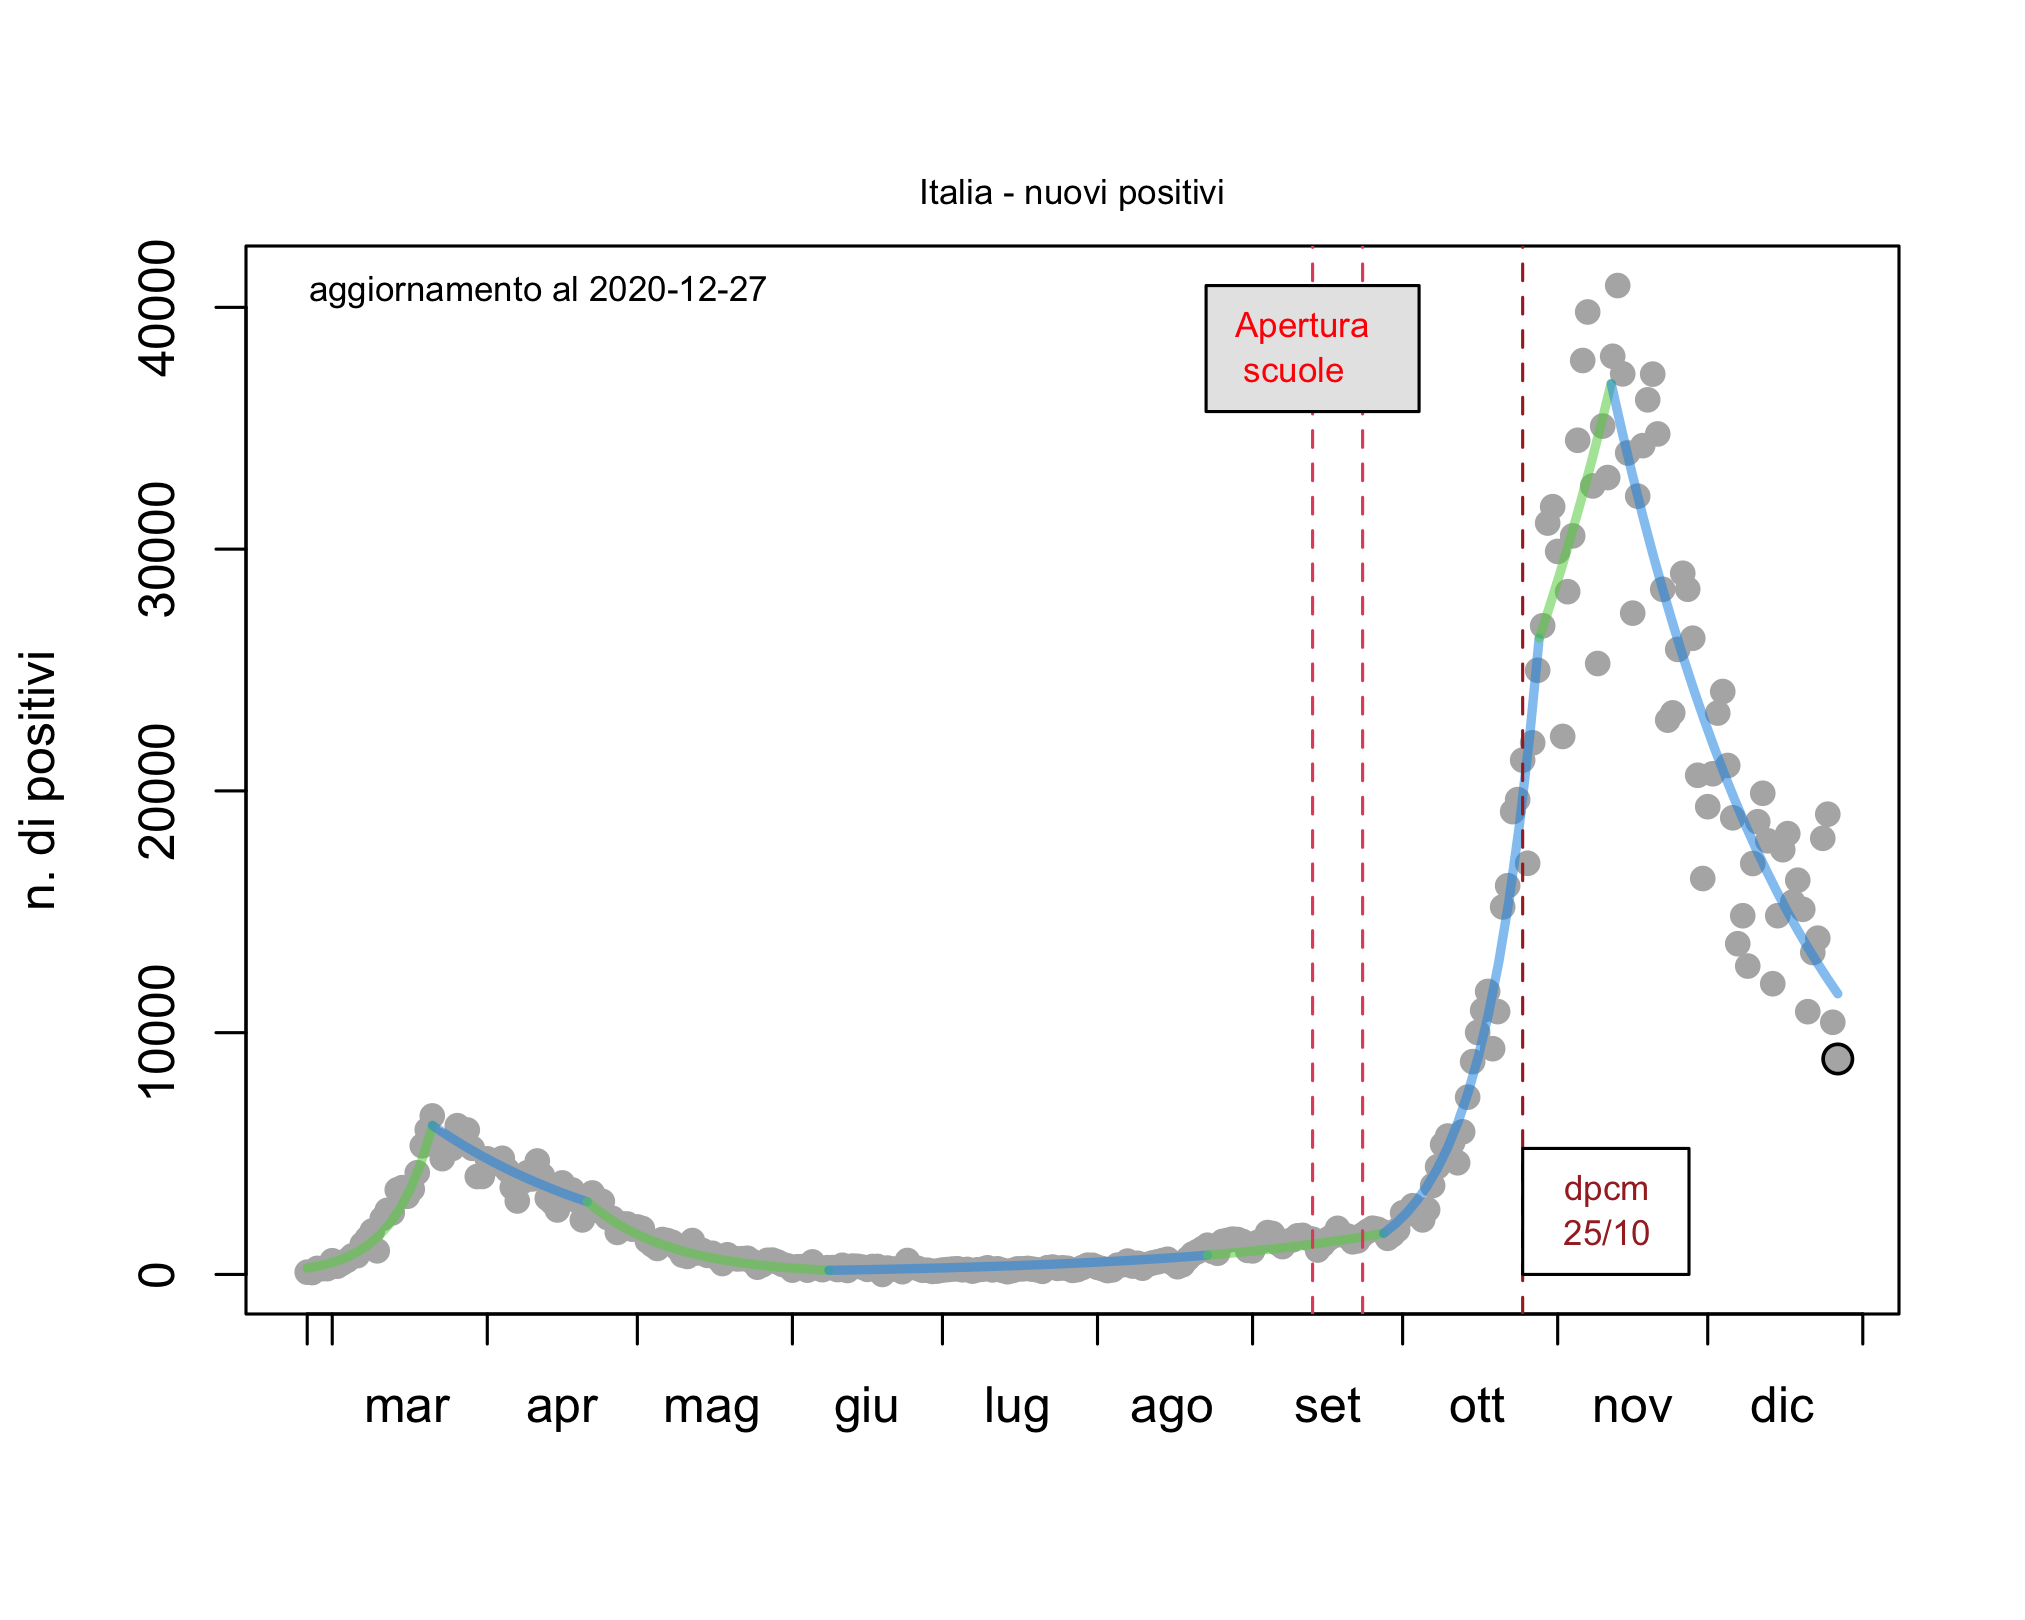 Italia - nuovi positivi
aggiornamento al 2020-12-27
Apertura
scuole
n. di positivi
40000
30000
20000
10000
0
dpcm
25/10
mar apr mag giu lug ago set ott nov dic